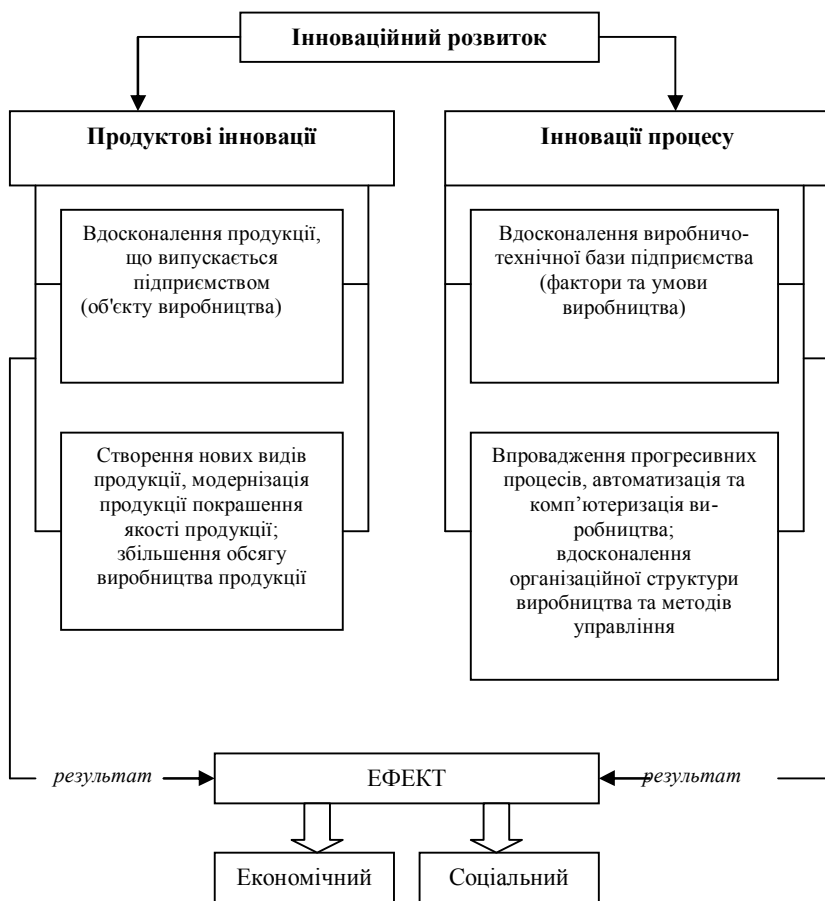 Інноваційний розвиток
Продуктові інновації
Інновації процесу
Вдосконалення продукції,
що випускається
підприємством
(об'єкту виробництва)
Вдосконалення виробничо-
технічної бази підприємства
(фактори та умови
виробництва)
Створення нових видів
продукції, модернізація
продукції покрашення
якості продукції;
збільшення обсягу
виробництва продукції
Впровадження прогресивних
процесів, автоматизація та
комп’ютеризація ви-
робництва;
вдосконалення
організаційної структури
виробництва та методів
управління
результат
ЕФЕКТ
результат
Економічний
Соціальний